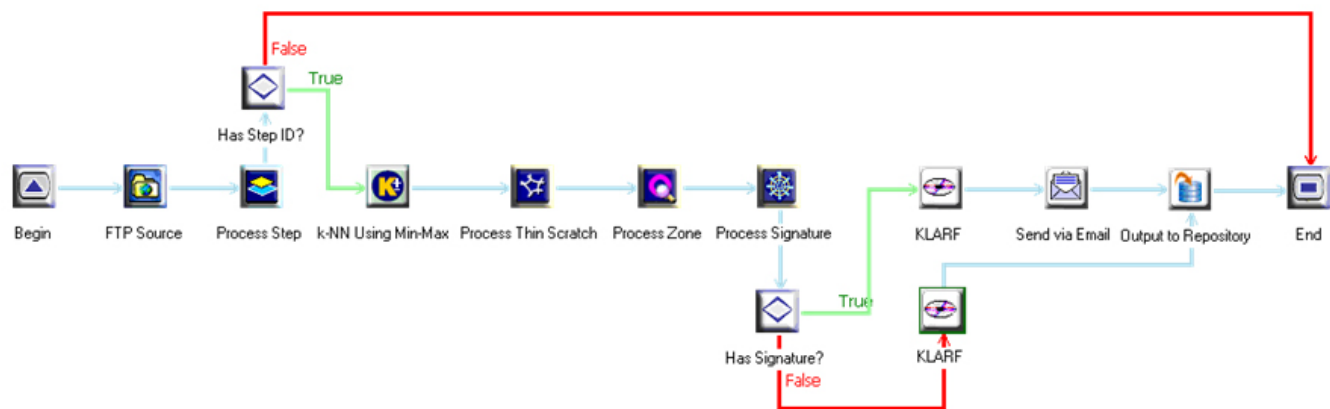 False
True
Has Step ID?
Begin
FTP Source
Process Step
k-NN Using Min-Max
Process Thin Scratch
Process Zone
Process Signature
KLARF
Send via Email
Output to Repository
End
True
Has Signature?
KLARF
False